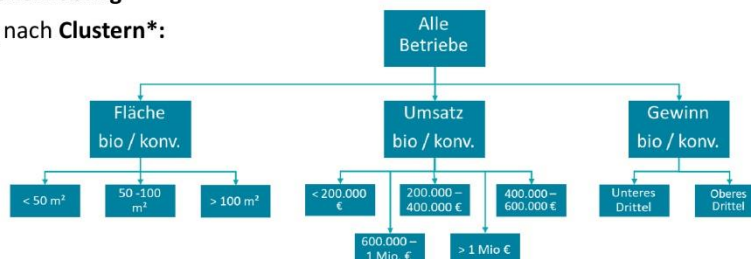 nach Clustern*:
Alle
Betriebe
Fläche
bio / konv.
Umsatz
bio / konv.
Gewinn
bio / konv.
< 50 m²
50 -100
m²
> 100 m²
< 200.000
€
200.000 –
400.000 €
400.000 –
600.000 €
Unteres
Drittel
Oberes
Drittel
600.000 –
1 Mio. €
> 1 Mio €